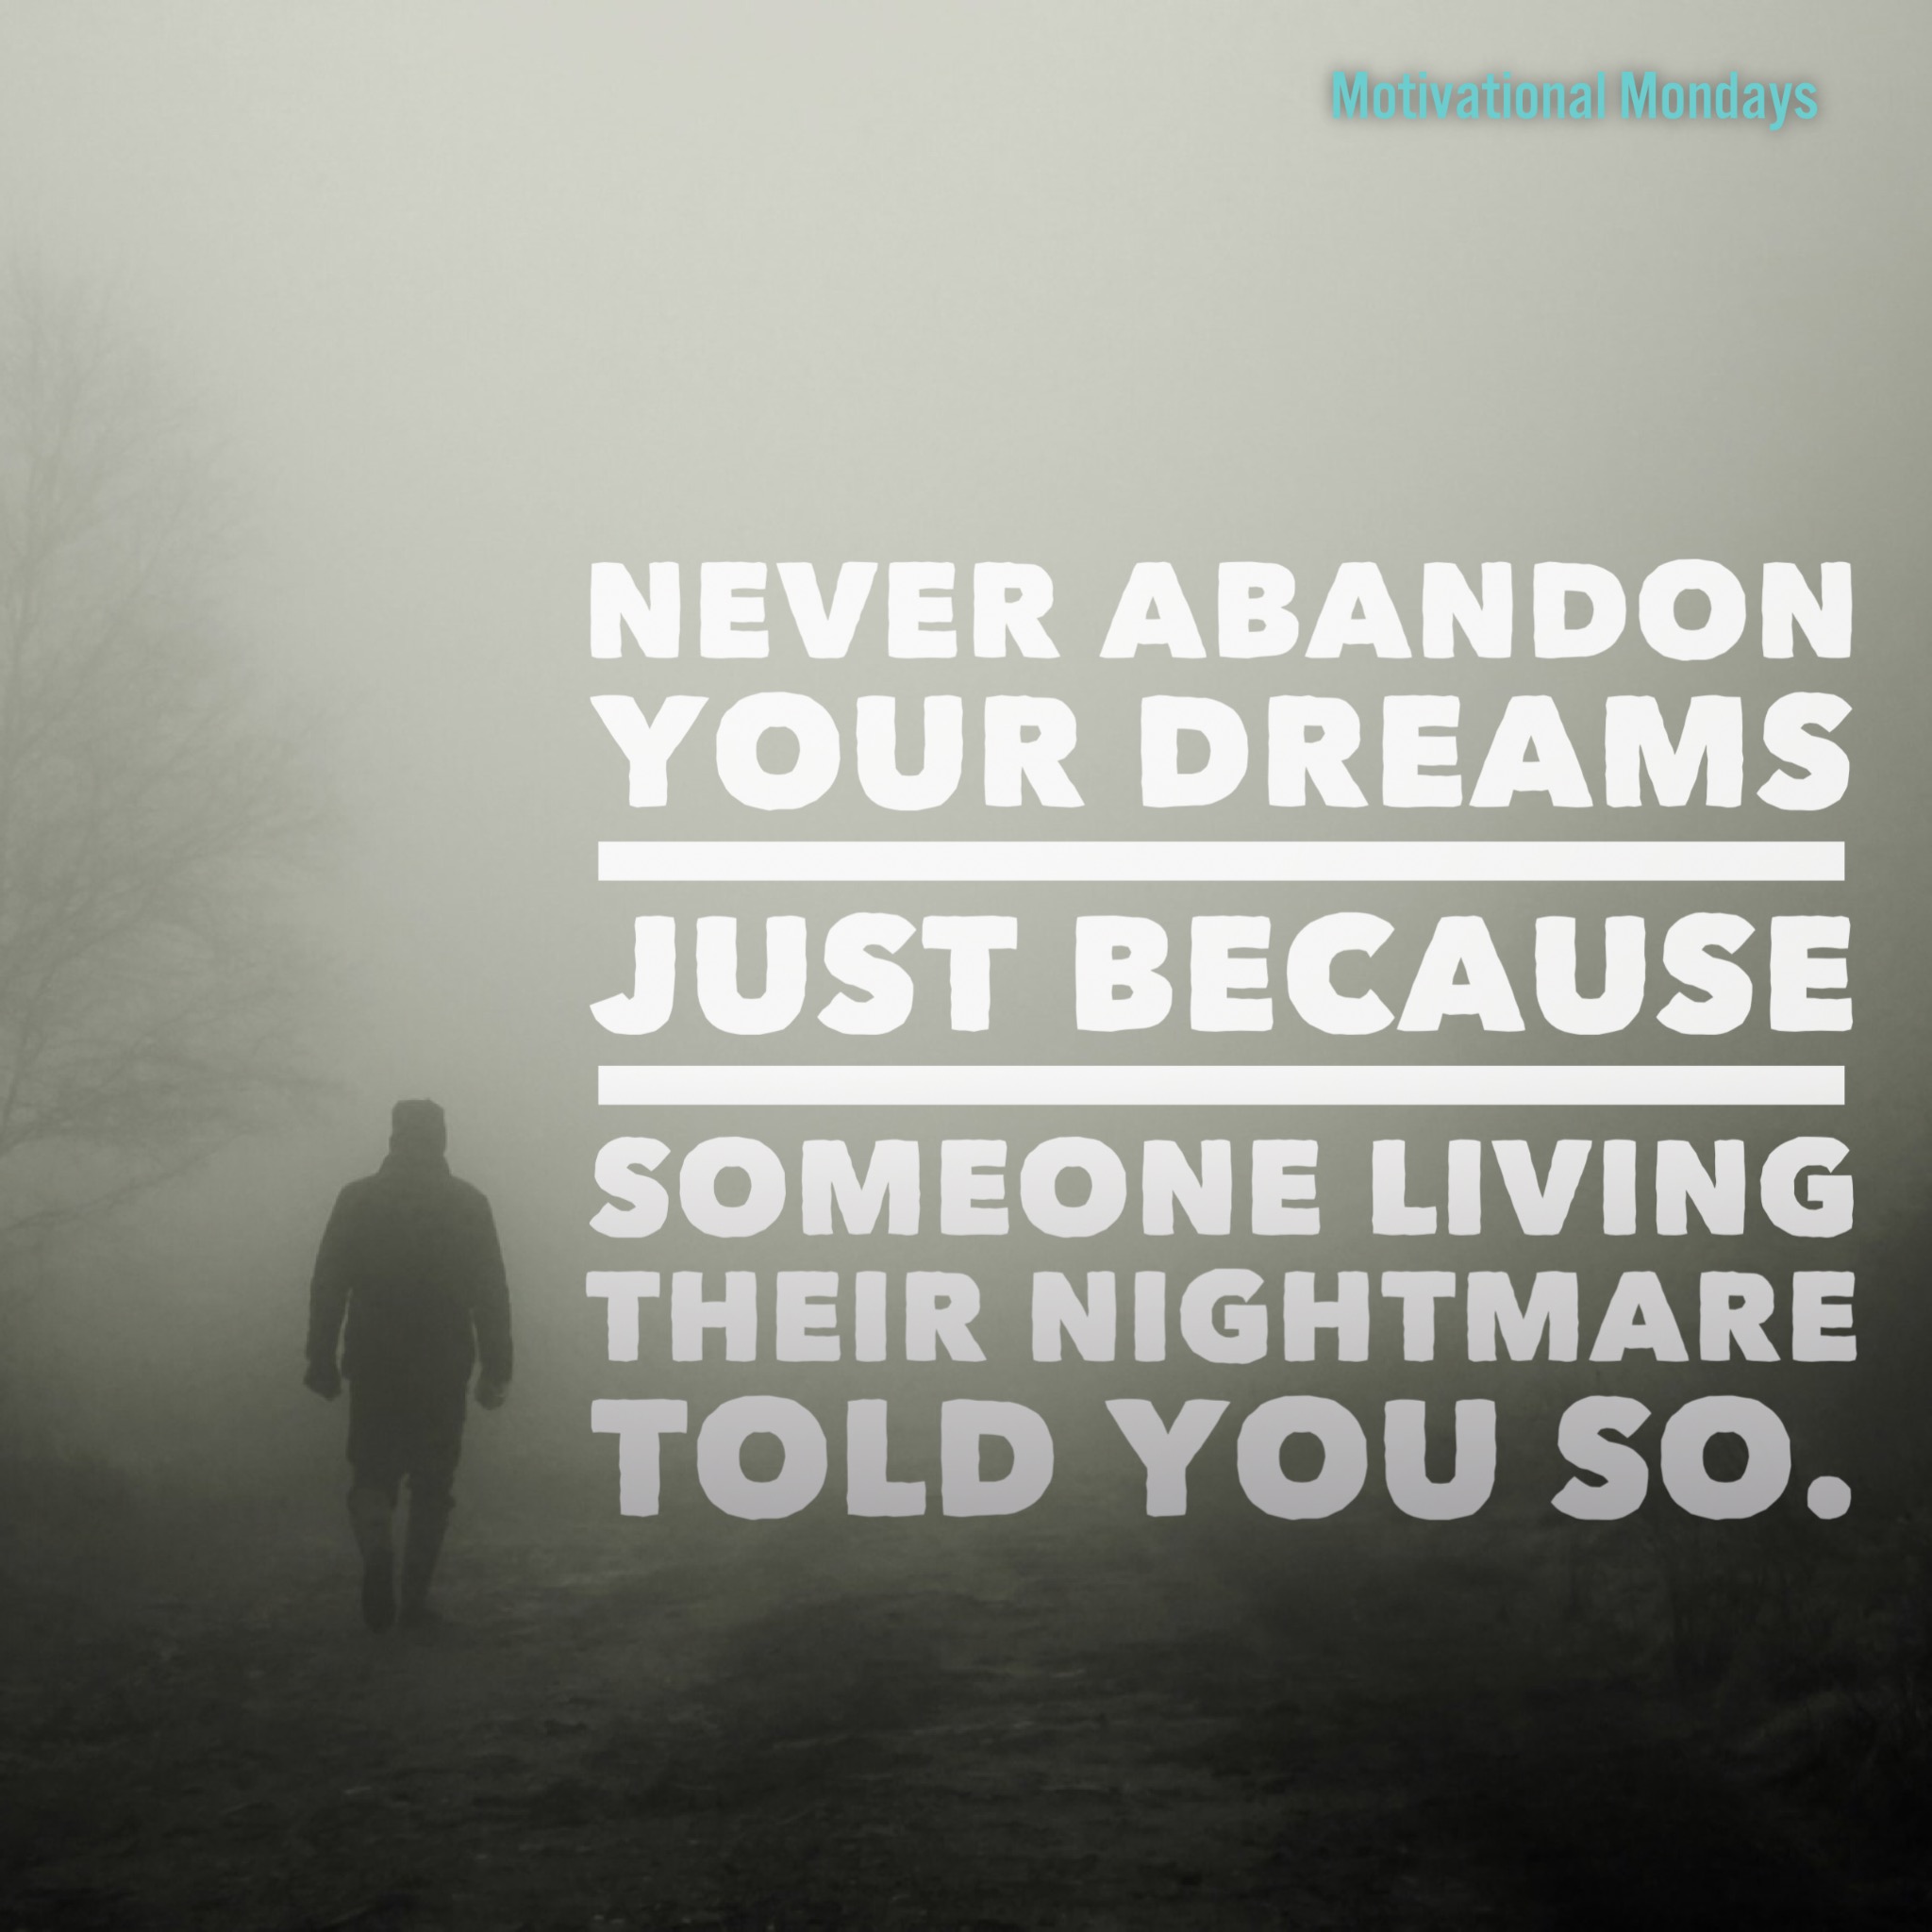 Motivational Mondays
NEVER ABANDON
YOUR DREAMS
JUST BECAUSE
SOMEONE LIVING
THEIR NIGHTMARE
TOLD YOU SO.